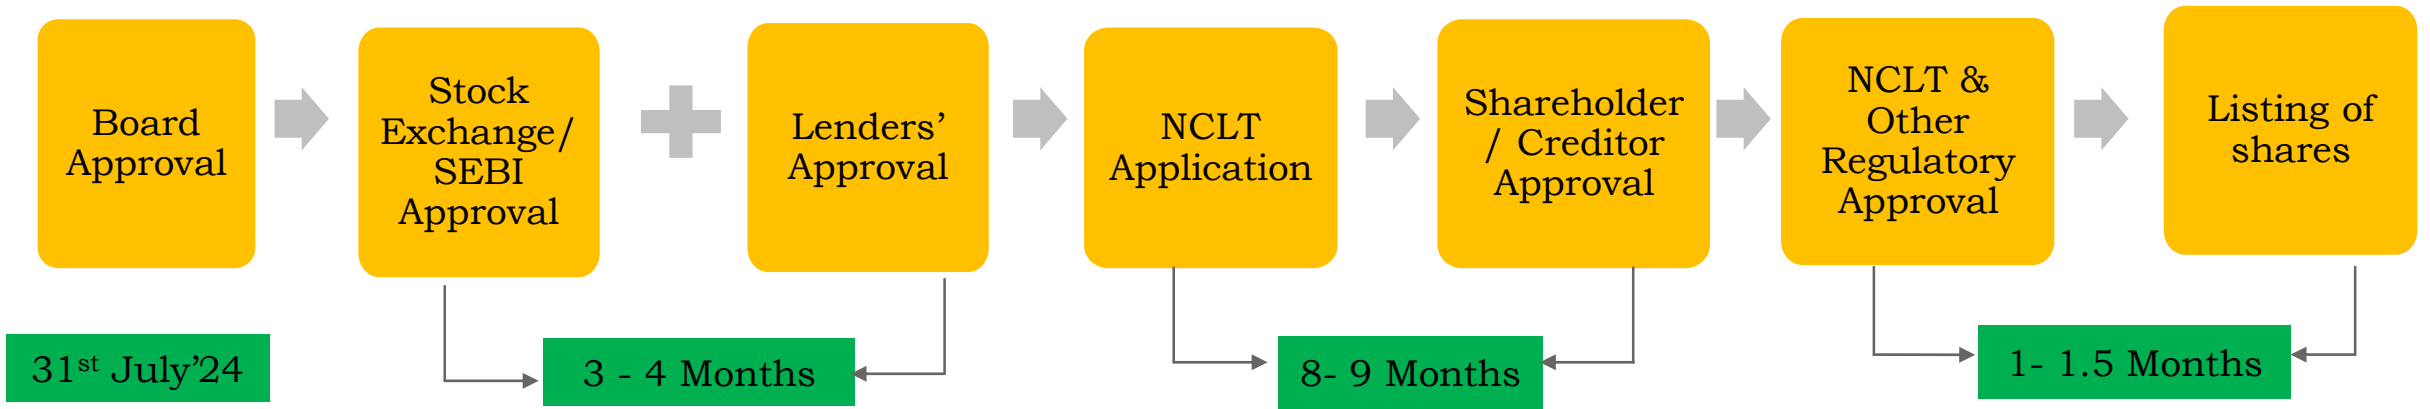 Board
Approval
Stock
Exchange/
SEBI
Approval
Lenders’
Approval
NCLT
Application
Shareholder
/ Creditor
Approval
NCLT &
Other
Regulatory
Approval
Listing of
shares
31st July’24
3 - 4 Months
8- 9 Months
1- 1.5 Months